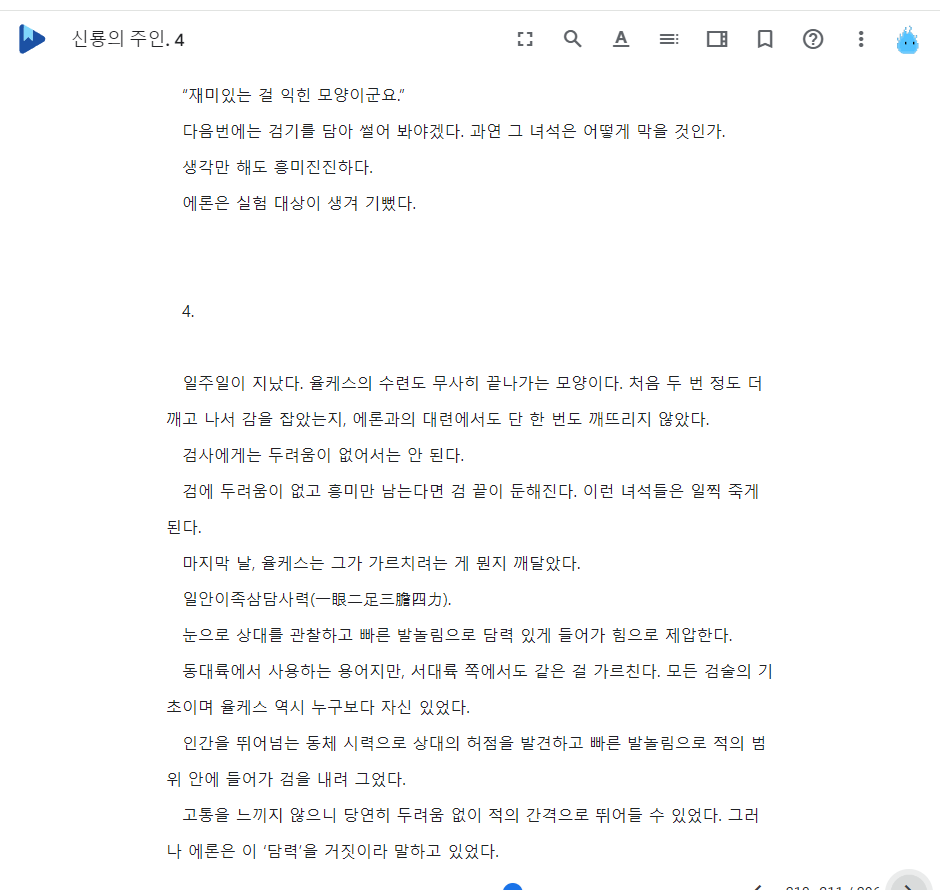 신룡의 주인. 4
“재미있는 걸 익힌 모양이군요.”
다음번에는 검기를 담아 썰어 봐야겠다. 과연 그 녀석은 어떻게 막을 것인가.
생각만 해도 흥미진진하다.
에론은 실험 대상이 생겨 기뻤다.
4.
일주일이 지났다. 율케스의 수련도 무사히 끝나가는 모양이다. 처음 두 번 정도 더
깨고 나서 감을 잡았는지, 에론과의 대련에서도 단 한 번도 깨뜨리지 않았다.
검사에게는 두려움이 없어서는 안 된다.
검에 두려움이 없고 흥미만 남는다면 검 끝이 둔해진다. 이런 녀석들은 일찍 죽게
된다.
마지막 날, 율케스는 그가 가르치려는 게 뭔지 깨달았다.
일안이족삼담사력(一眼二足三膽四力).
눈으로 상대를 관찰하고 빠른 발놀림으로 담력 있게 들어가 힘으로 제압한다.
동대륙에서 사용하는 용어지만, 서대륙 쪽에서도 같은 걸 가르친다. 모든 검술의 기
초이며 율케스 역시 누구보다 자신 있었다.
인간을 뛰어넘는 동체 시력으로 상대의 허점을 발견하고 빠른 발놀림으로 적의 범
위 안에 들어가 검을 내려 그었다.
고통을 느끼지 않으니 당연히 두려움 없이 적의 간격으로 뛰어들 수 있었다. 그러
나 에론은 이 ‘담력’을 거짓이라 말하고 있었다.